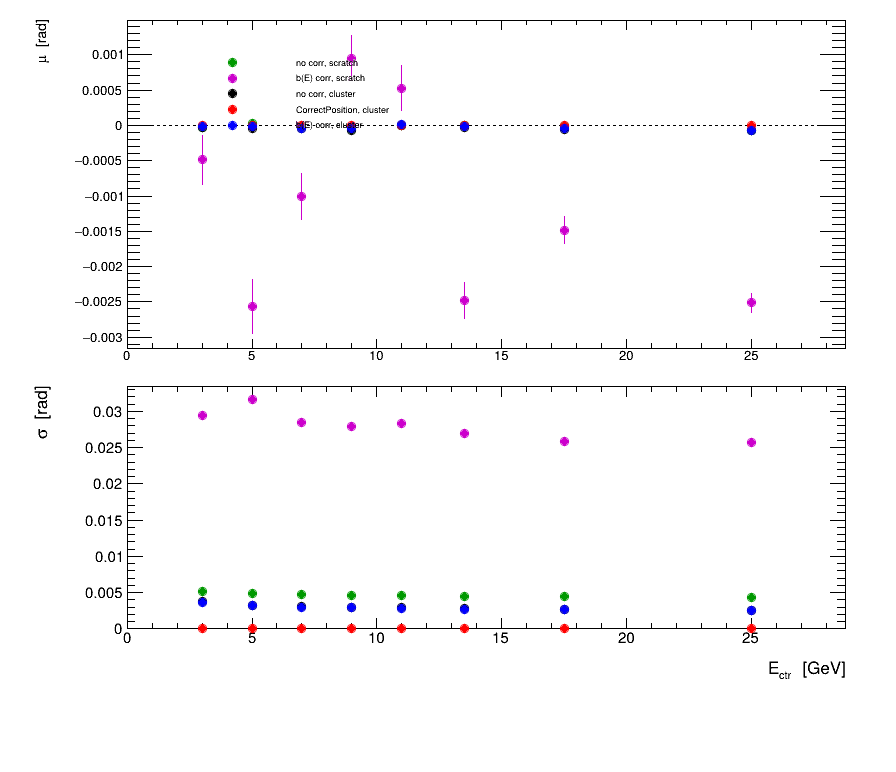 μ [rad]
0.001
0.0005
0
−0.0005
−0.001
−0.0015
−0.002
−0.0025
−0.003
no corr, scratch
b(E) corr, scratch
no corr, cluster
CorrectPosition, cluster
b(E) corr, cluster
0 5 10 15 20 25
σ [rad]
0.03
0.025
0.02
0.015
0.01
0.005
0
0 5 10 15 20 25
E_ctr [GeV]